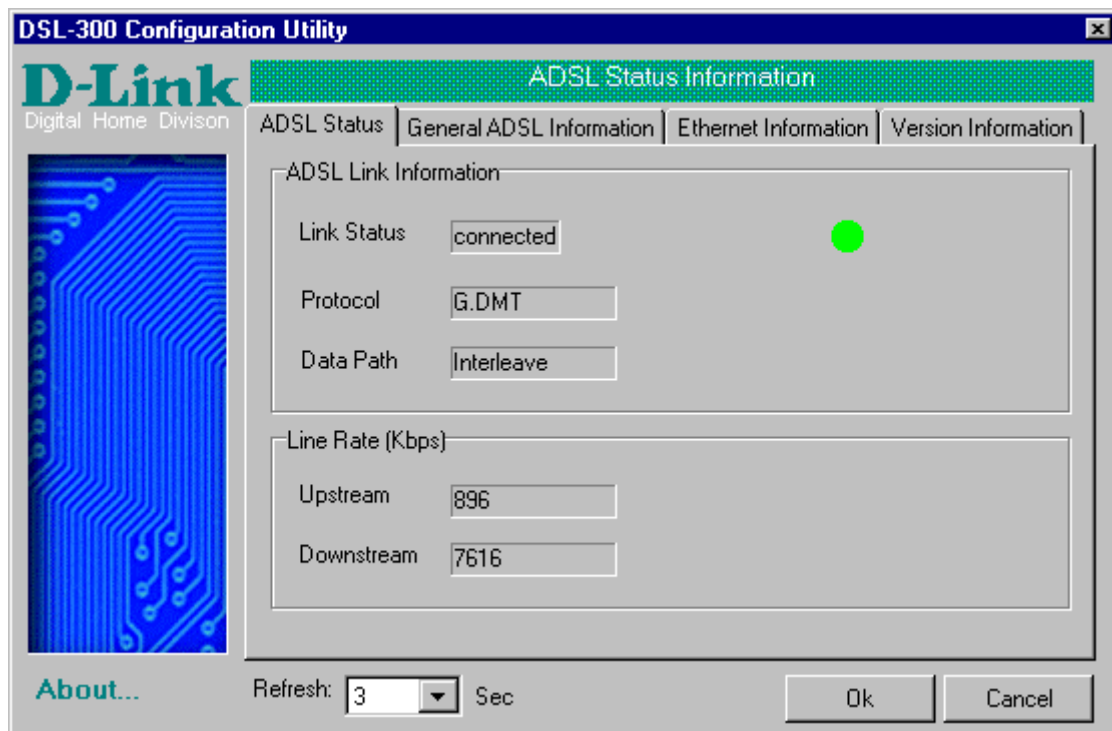 DSL-300 Configuration Utility
D-Link
Digital Home Divison
ADSL Status Information
ADSL Status
General ADSL Information
Ethernet Information
Version Information
ADSL Link Information
Link Status
connected
Protocol
G.DMT
Data Path
Interleave
Line Rate (Kbps)
Upstream
896
Downstream
7616
About...
Refresh:
3
Sec
Ok
Cancel